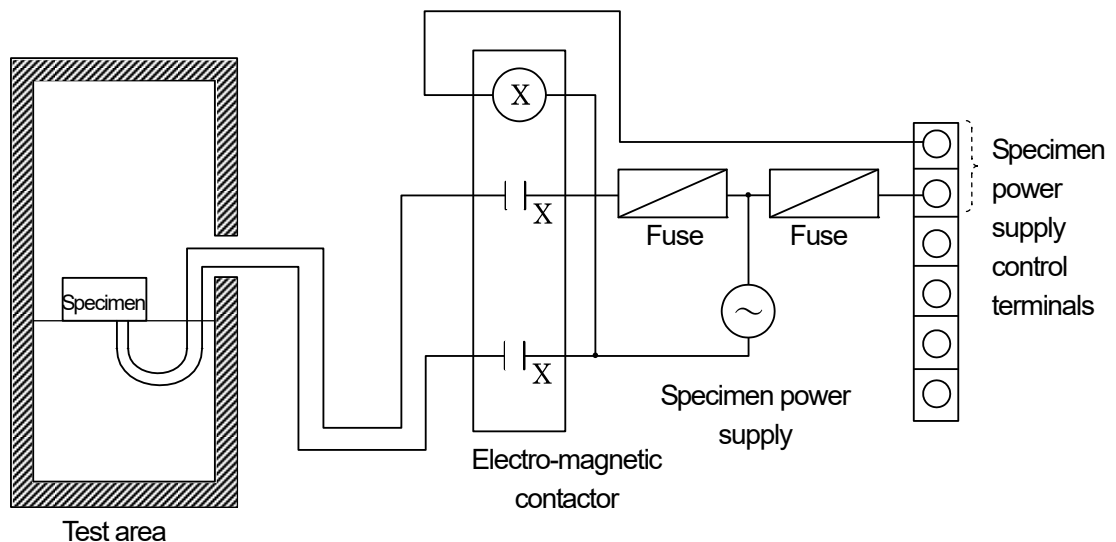 X
Specimen
power
supply
control
terminals
X
Fuse
Fuse
Specimen
X
Specimen power
supply
Electro-magnetic
contactor
Test area